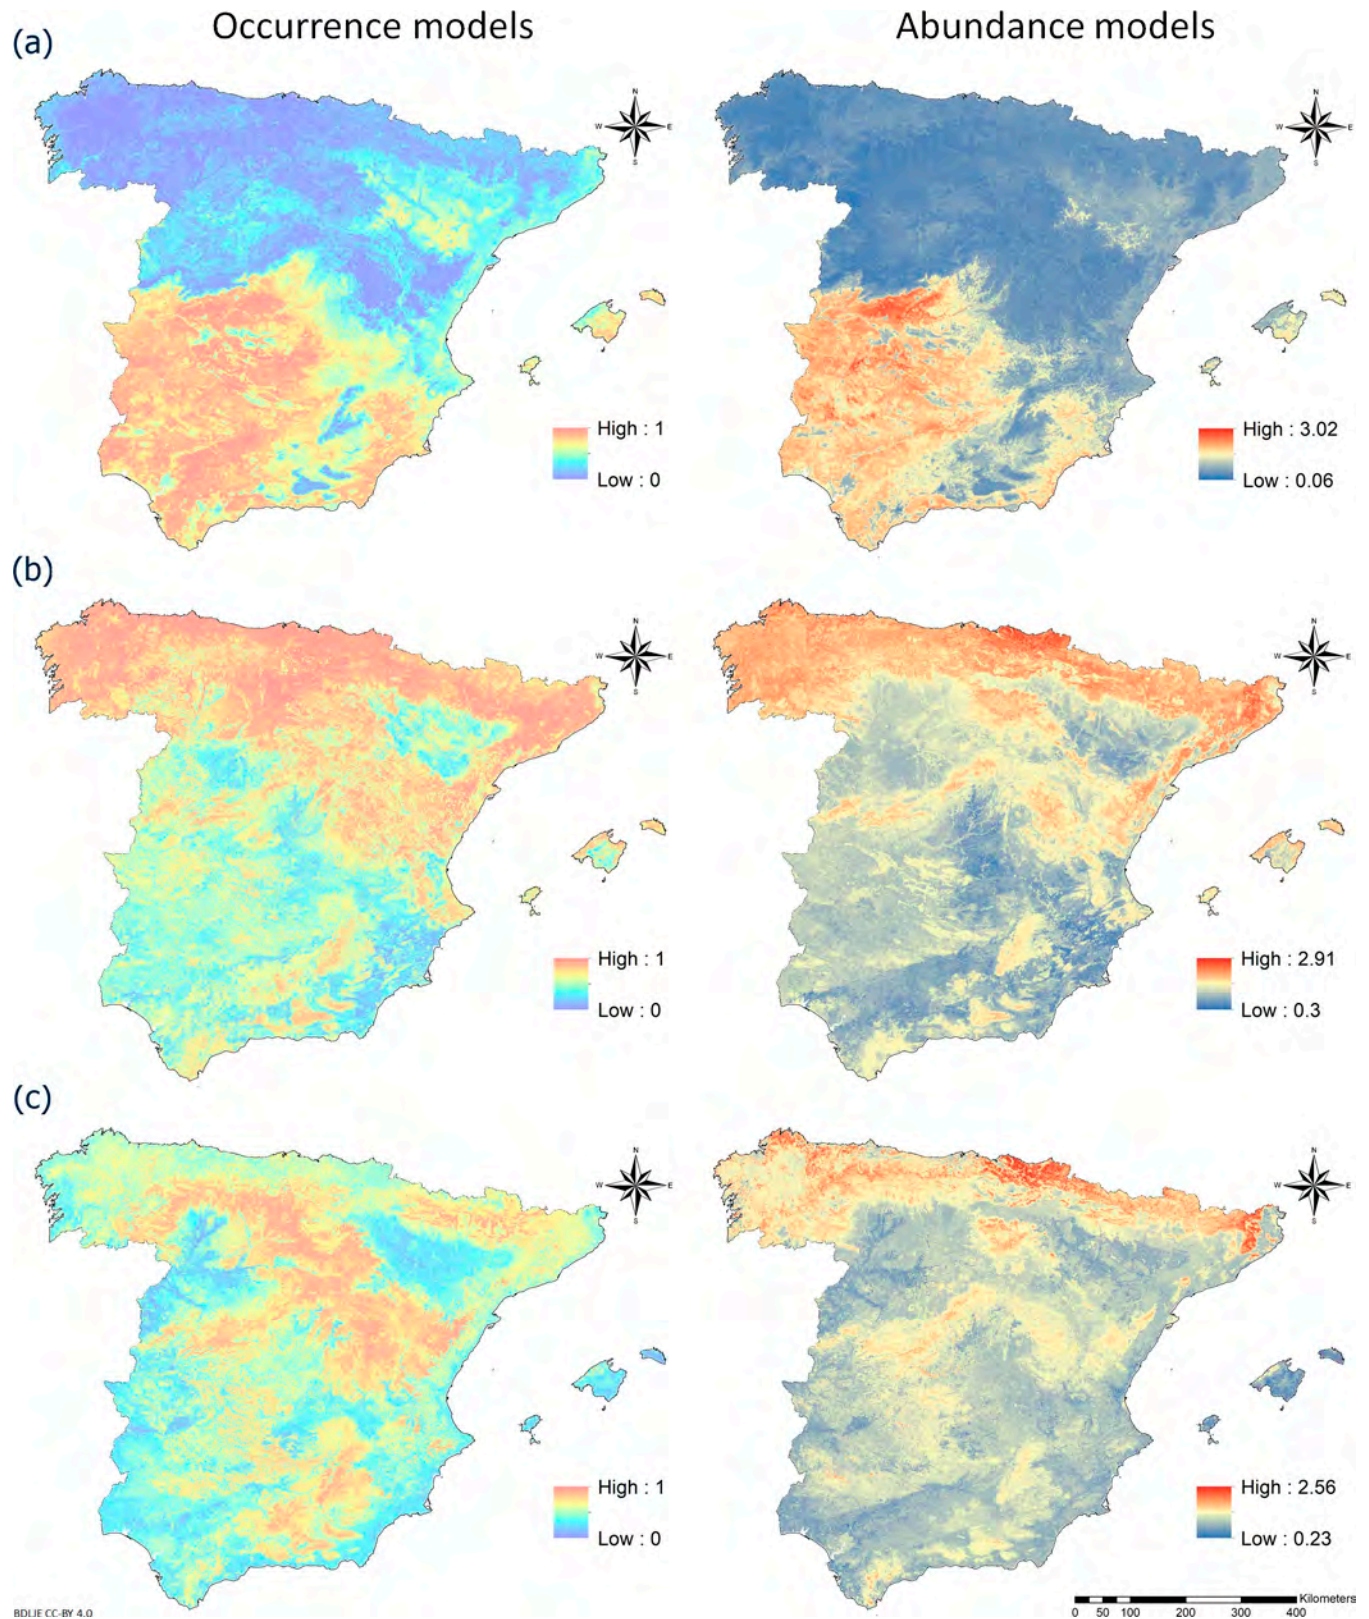 Occurrence models Abundance models
(a)
N
W E
S
N
W E
S
High : 1
Low : 0
High : 3.02
Low : 0.06
(b)
N
W E
S
N
W E
S
High : 1
Low : 0
High : 2.91
Low : 0.3
(c)
N
W E
S
N
W E
S
High : 1
Low : 0
High : 2.56
Low : 0.23
BDLJE CC-BY 4.0
Kilometers
0 50 100 200 300 400